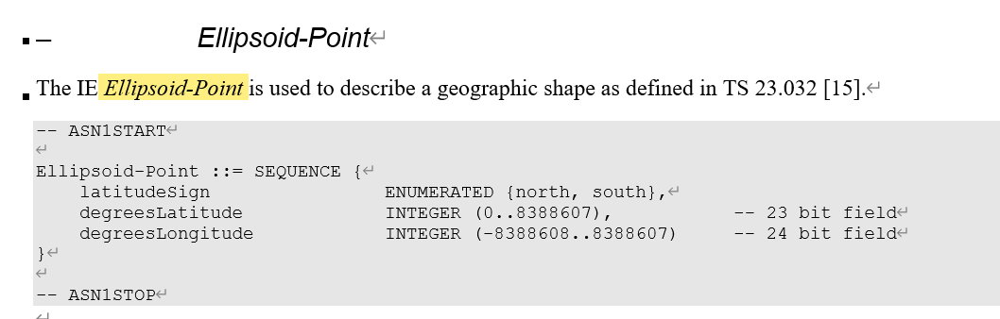 – Ellipsoid-Point
The IE Ellipsoid-Point is used to describe a geographic shape as defined in TS 23.032 [15].
-- ASN1START
Ellipsoid-Point ::= SEQUENCE {
    latitudeSign                ENUMERATED {north, south},
    degreesLatitude             INTEGER (0..8388607),           -- 23 bit field
    degreesLongitude            INTEGER (-8388608..8388607)     -- 24 bit field
}
-- ASN1STOP